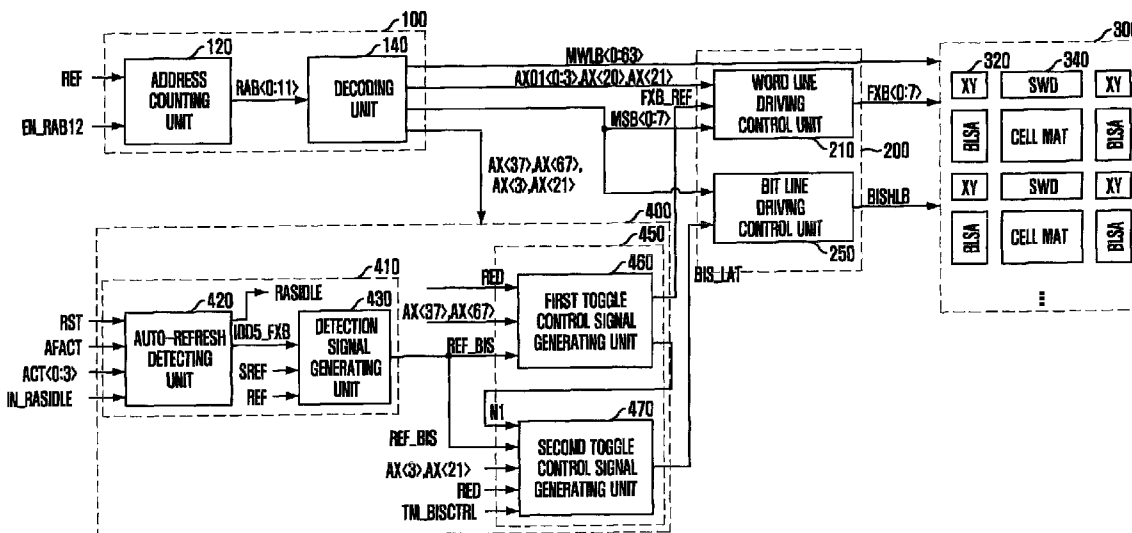 100
120
140
REF
EN_RAB12
ADDRESS
COUNTING
UNIT
RAB<0:11>
DECODING
UNIT
MWLB<0:63>
AX01<0:3>,AX<20>,AX<21>
FXB_REF
MSB<0:7>
AX<37>,AX<67>,
AX<3>,AX<21>
WORD LINE
DRIVING
CONTROL UNIT
210
200
FXB<0:7>
BIT LINE
DRIVING
CONTROL UNIT
250
BISHLB
BIS_LAT
300
320
340
XY
SWD
XY
BLSA
CELL MAT
BLSA
XY
SWD
XY
BLSA
CELL MAT
BLSA
400
410
420
430
RASIDLE
RST
AFACT
ACT<0:3>
IN_RASIDLE
AUTO-REFRESH
DETECTING
UNIT
IDD5_FXB
SREF
REF
DETECTION
SIGNAL
GENERATING
UNIT
REF_BIS
450
460
RED
AX<37>,AX<67>
FIRST TOGGLE
CONTROL SIGNAL
GENERATING UNIT
N1
470
REF_BIS
AX<3>,AX<21>
RED
TM_BISCTRL
SECOND TOGGLE
CONTROL SIGNAL
GENERATING UNIT